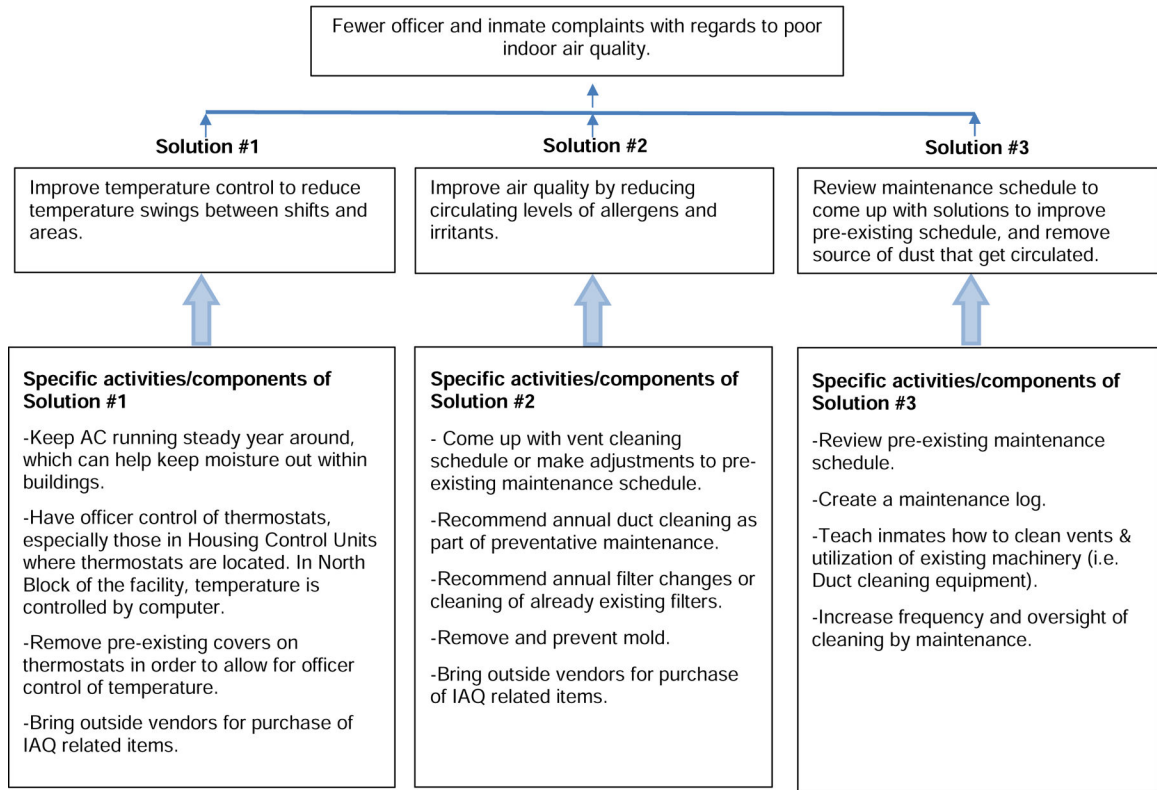 Fewer officer and inmate complaints with regards to poor
indoor air quality.
Solution #1
Improve temperature control to reduce
temperature swings between shifts and
areas.
Specific activities/components of
Solution #1
-Keep AC running steady year around,
which can help keep moisture out within
buildings.
-Have officer control of thermostats,
especially those in Housing Control Units
where thermostats are located. In North
Block of the facility, temperature is
controlled by computer.
-Remove pre-existing covers on
thermostats in order to allow for officer
control of temperature.
-Bring outside vendors for purchase of
IAQ related items.
Solution #2
Improve air quality by reducing
circulating levels of allergens and
irritants.
Specific activities/components of
Solution #2
- Come up with vent cleaning
schedule or make adjustments to pre-
existing maintenance schedule.
-Recommend annual duct cleaning as
part of preventative maintenance.
-Recommend annual filter changes or
cleaning of already existing filters.
-Remove and prevent mold.
-Bring outside vendors for purchase
of IAQ related items.
Solution #3
Review maintenance schedule to
come up with solutions to improve
pre-existing schedule, and remove
source of dust that get circulated.
Specific activities/components of
Solution #3
-Review pre-existing maintenance
schedule.
-Create a maintenance log.
-Teach inmates how to clean vents &
utilization of existing machinery (i.e.
Duct cleaning equipment).
-Increase frequency and oversight of
cleaning by maintenance.